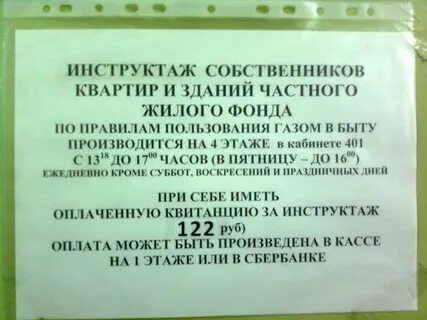 ИНСТРУКТАЖ СОБСТВЕННИКОВ
КВАРТИР И ЗДАНИЙ ЧАСТНОГО
ЖИЛОГО ФОНДА
ПО ПРАВИЛАМ ПОЛЬЗОВАНИЯ ГАЗОМ В БЫТУ
ПРОИЗВОДИТСЯ НА 4 ЭТАЖЕ в кабинете 401
С 13¹⁸ ДО 17⁰⁰ ЧАСОВ (В ПЯТНИЦУ – ДО 16⁰⁰)
ЕЖЕДНЕВНО КРОМЕ СУББОТ, ВОСКРЕСЕНИЙ И ПРАЗДНИЧНЫХ ДНЕЙ
ПРИ СЕБЕ ИМЕТЬ
ОПЛАЧЕННУЮ КВИТАНЦИЮ ЗА ИНСТРУКТАЖ
122 руб)
ОПЛАТА МОЖЕТ БЫТЬ ПРОИЗВЕДЕНА В КАССЕ
НА 1 ЭТАЖЕ ИЛИ В СБЕРБАНКЕ